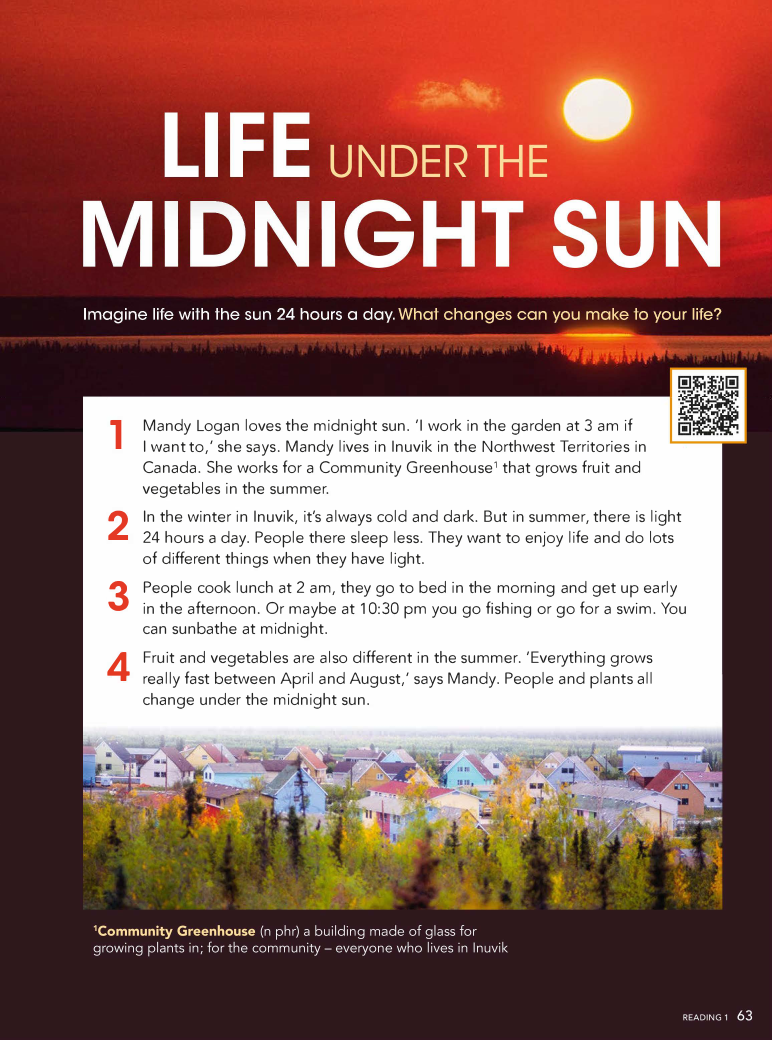 LIFE UNDER THE
MIDNIGHT SUN
Imagine life with the sun 24 hours a day. What changes can you make to your life?
1 Mandy Logan loves the midnight sun. ‘I work in the garden at 3 am if
I want to,’ she says. Mandy lives in Inuvik in the Northwest Territories in
Canada. She works for a Community Greenhouse¹ that grows fruit and
vegetables in the summer.
2 In the winter in Inuvik, it’s always cold and dark. But in summer, there is light
24 hours a day. People there sleep less. They want to enjoy life and do lots
of different things when they have light.
3 People cook lunch at 2 am, they go to bed in the morning and get up early
in the afternoon. Or maybe at 10:30 pm you go fishing or go for a swim. You
can sunbathe at midnight.
4 Fruit and vegetables are also different in the summer. ‘Everything grows
really fast between April and August,’ says Mandy. People and plants all
change under the midnight sun.
¹Community Greenhouse (n phr) a building made of glass for
growing plants in; for the community – everyone who lives in Inuvik
READING 1 63